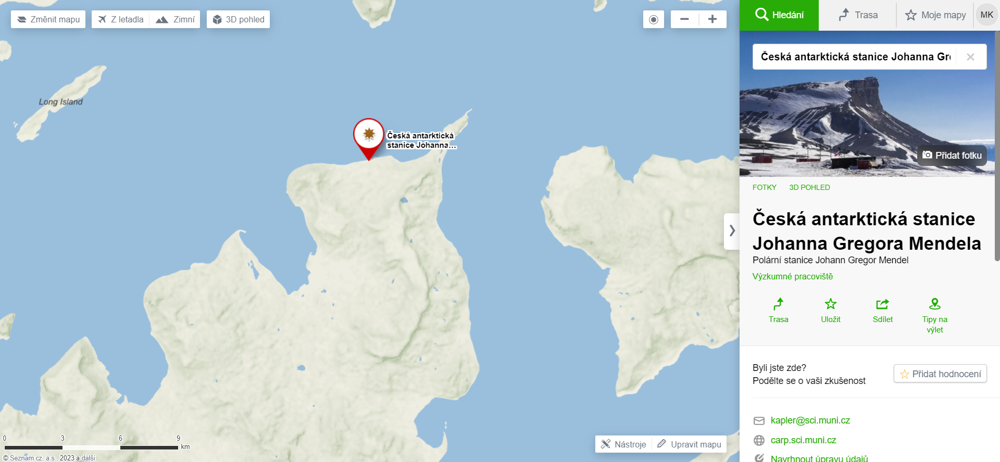 Změnit mapu
Z letadla
Zimní
3D pohled
Hledání
Trasa
Moje mapy
MK
Česká antarktická stanice Johanna Gr
Long Island
Česká antarktická
stanice Johanna...
Přidat fotku
FOTKY
3D POHLED
Česká antarktická stanice
Johanna Gregora Mendela
Polární stanice Johann Gregor Mendel
Výzkumné pracoviště
Trasa
Uložit
Sdílet
Tipy na
výlet
Byli jste zde?
Podělte se o vaši zkušenost
Přidat hodnocení
kapler@sci.muni.cz
carp.sci.muni.cz
Navrhnout úpravu údajů
Nástroje
Upravit mapu
0 3 6 9
km
© Seznam.cz, a.s., 2023 a další